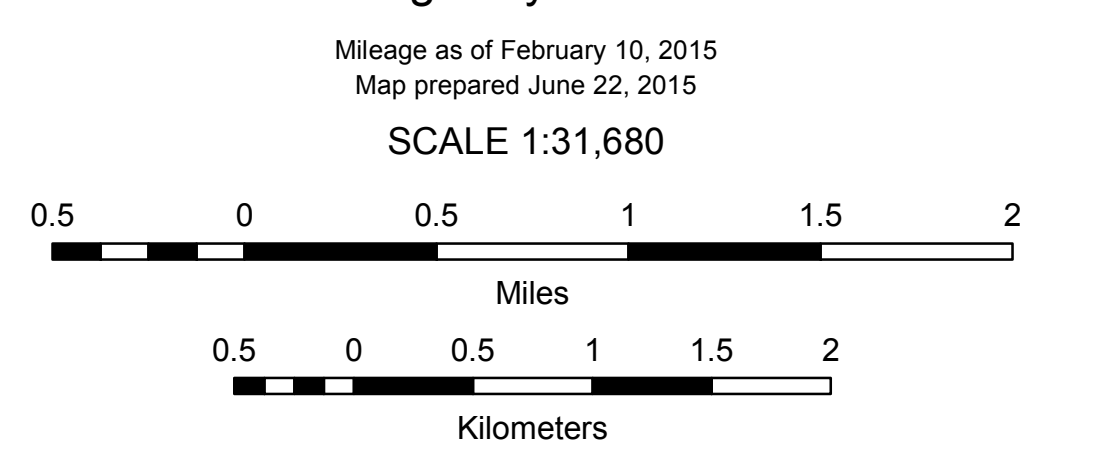 Mileage as of February 10, 2015
Map prepared June 22, 2015
SCALE 1:31,680
0.5 0 0.5 1 1.5 2
Miles
0.5 0 0.5 1 1.5 2
Kilometers